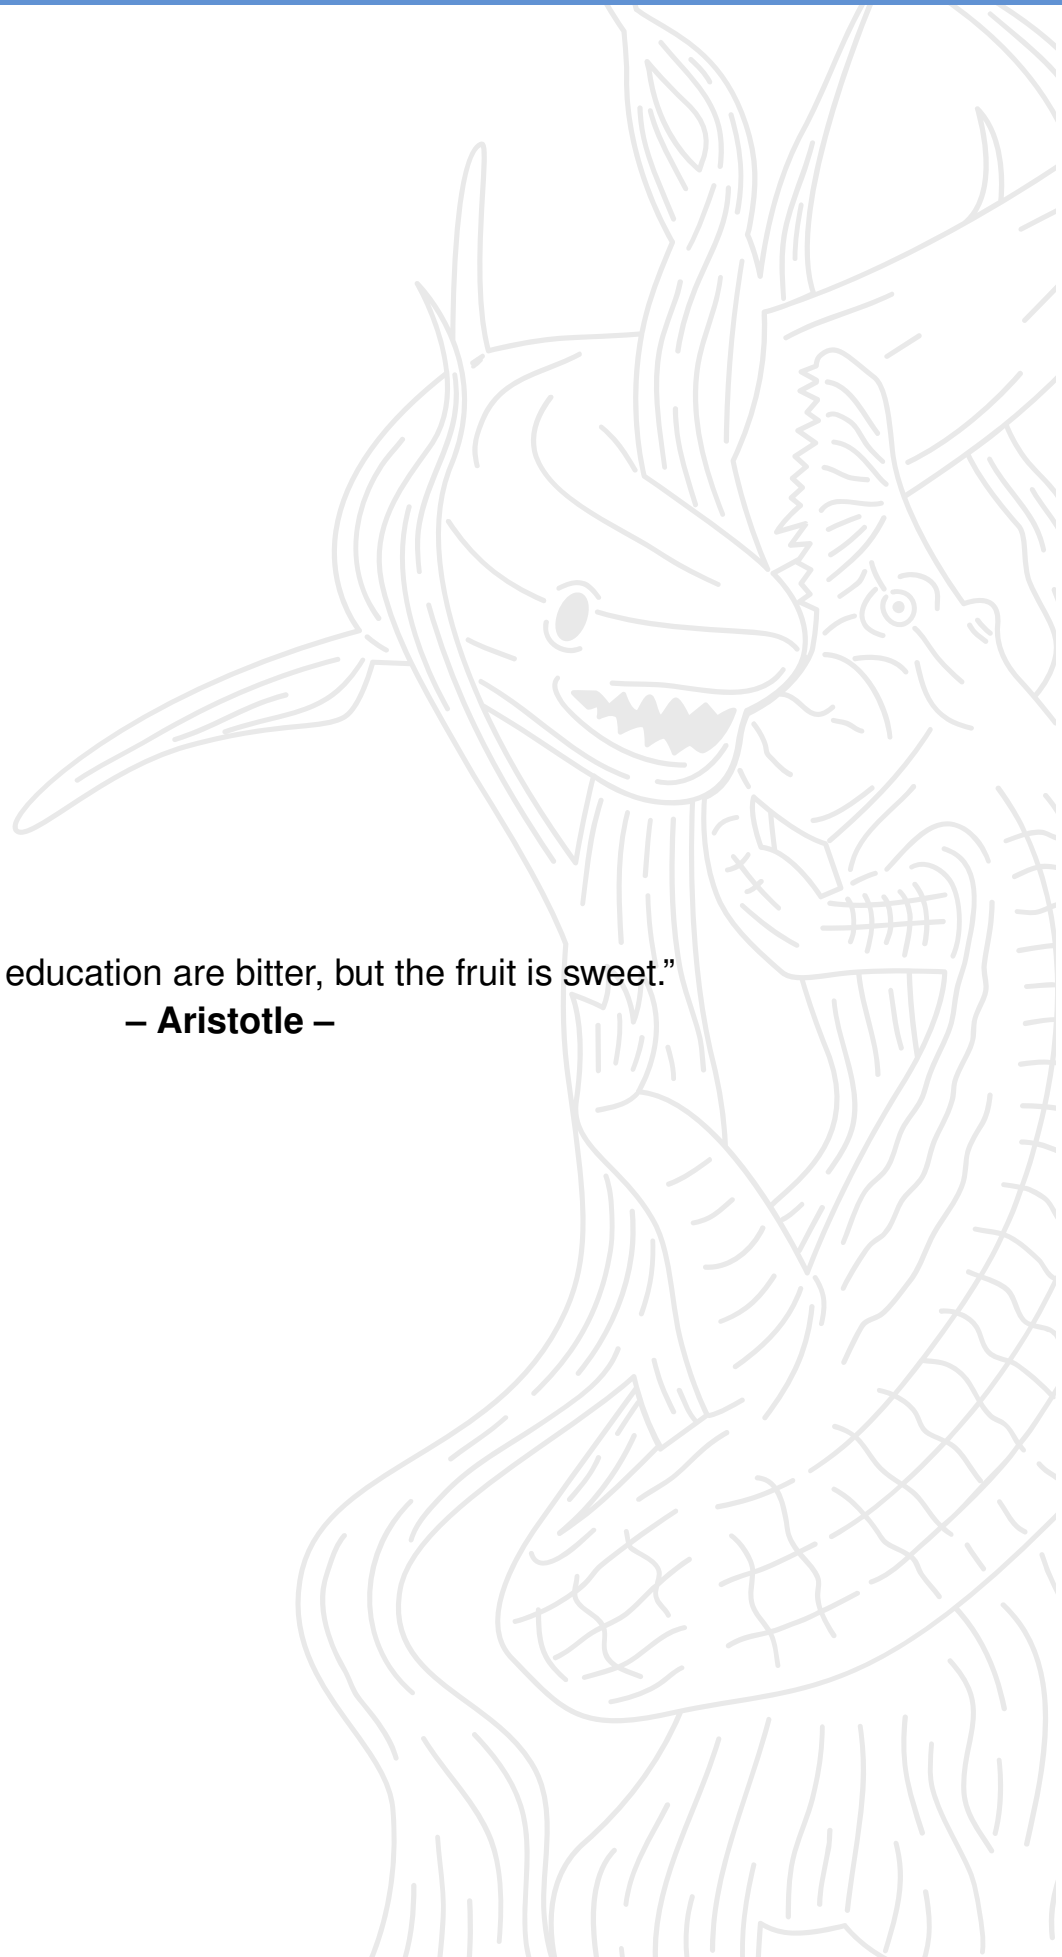 education are bitter, but the fruit is sweet.”
– Aristotle –